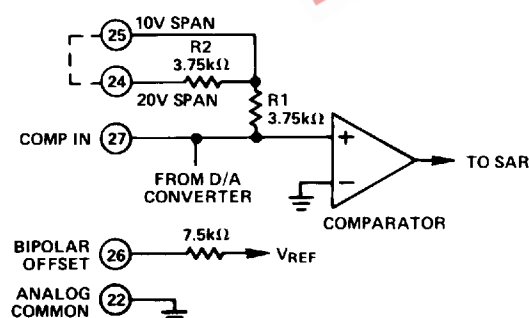 25
10V SPAN
R2
3.75kΩ
24
20V SPAN
R1
3.75kΩ
COMP IN 27
+
TO SAR
FROM D/A
CONVERTER
−
COMPARATOR
7.5kΩ
BIPOLAR
OFFSET 26
VREF
ANALOG
COMMON 22